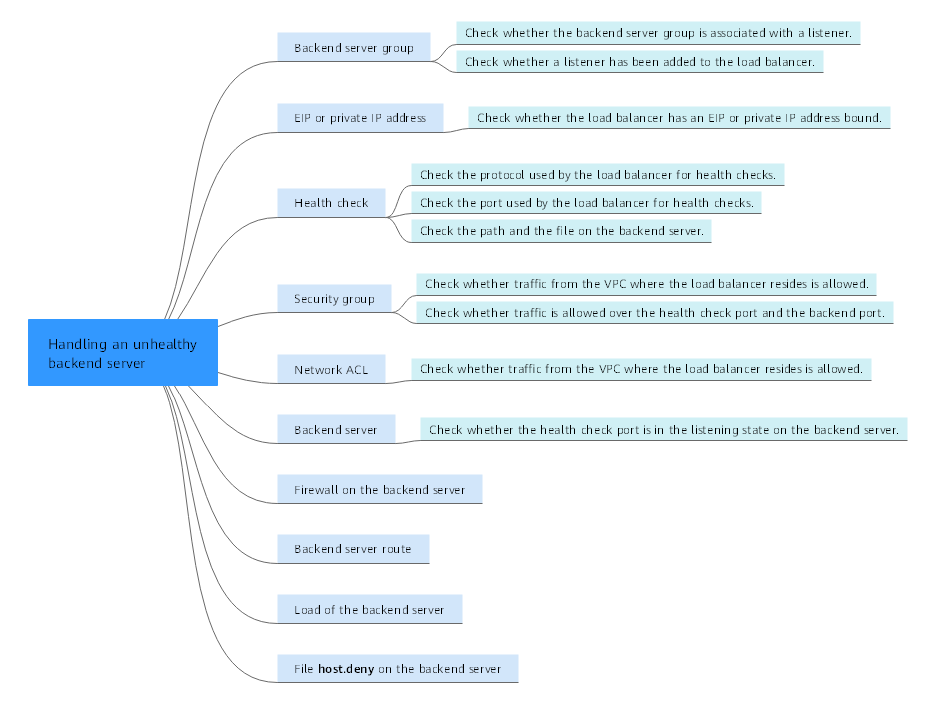 Backend server group
Check whether the backend server group is associated with a listener.
Check whether a listener has been added to the load balancer.
EIP or private IP address
Check whether the load balancer has an EIP or private IP address bound.
Health check
Check the protocol used by the load balancer for health checks.
Check the port used by the load balancer for health checks.
Check the path and the file on the backend server.
Security group
Check whether traffic from the VPC where the load balancer resides is allowed.
Check whether traffic is allowed over the health check port and the backend port.
Handling an unhealthy
backend server
Network ACL
Check whether traffic from the VPC where the load balancer resides is allowed.
Backend server
Check whether the health check port is in the listening state on the backend server.
Firewall on the backend server
Backend server route
Load of the backend server
File host.deny on the backend server